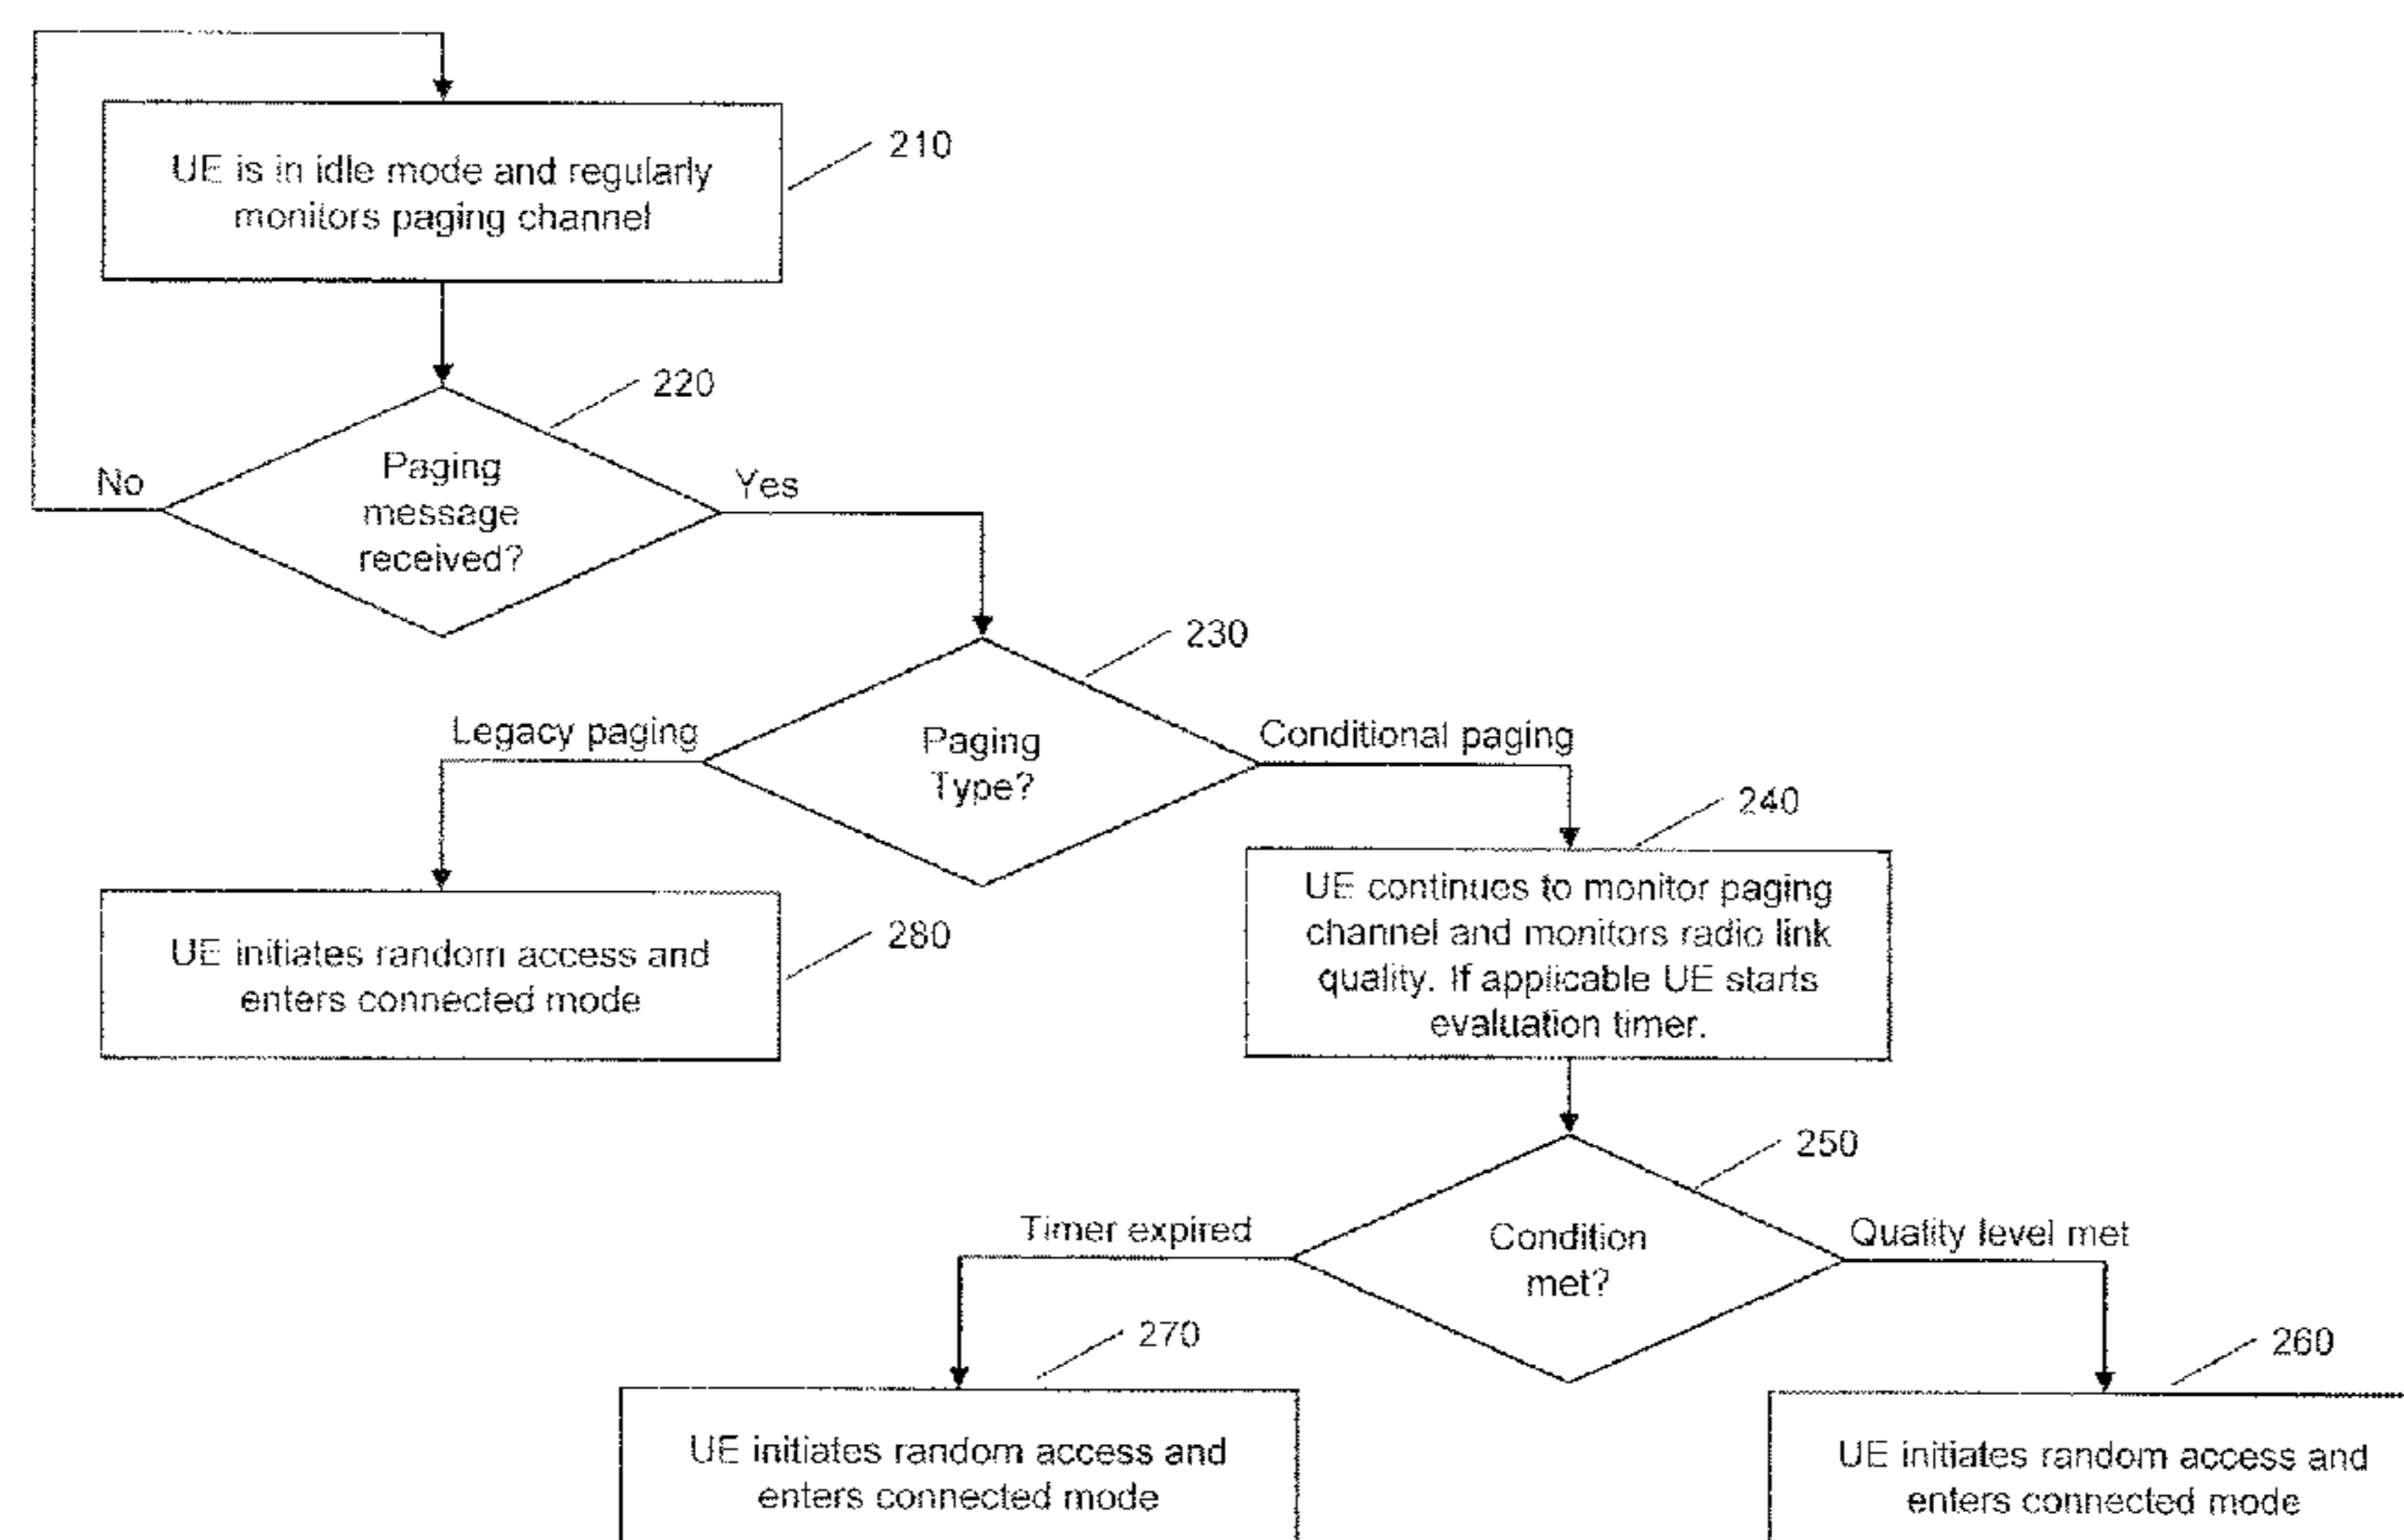 UE is in idle mode and regularly
monitors paging channel
210
220
Paging
message
received?
No
Yes
230
Paging
Type?
Legacy paging
Conditional paging
240
UE initiates random access and
enters connected mode
280
UE continues to monitor paging
channel and monitors radio link
quality. If applicable UE starts
evaluation timer.
250
Condition
met?
Timer expired
Quality level met
270
260
UE initiates random access and
enters connected mode
UE initiates random access and
enters connected mode